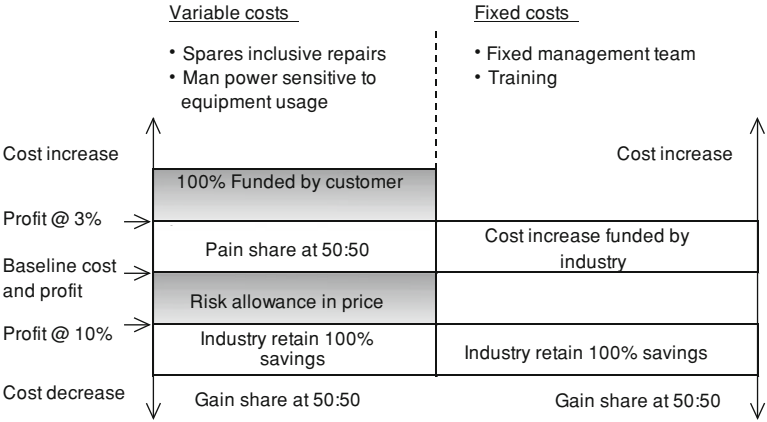 Variable costs
Fixed costs
• Spares inclusive repairs
• Man power sensitive to
equipment usage
• Fixed management team
• Training
Cost increase
Cost increase
100% Funded by customer
Profit @ 3%
Pain share at 50:50
Cost increase funded by
industry
Baseline cost
and profit
Risk allowance in price
Profit @ 10%
Industry retain 100%
savings
Industry retain 100% savings
Cost decrease
Gain share at 50:50
Gain share at 50:50